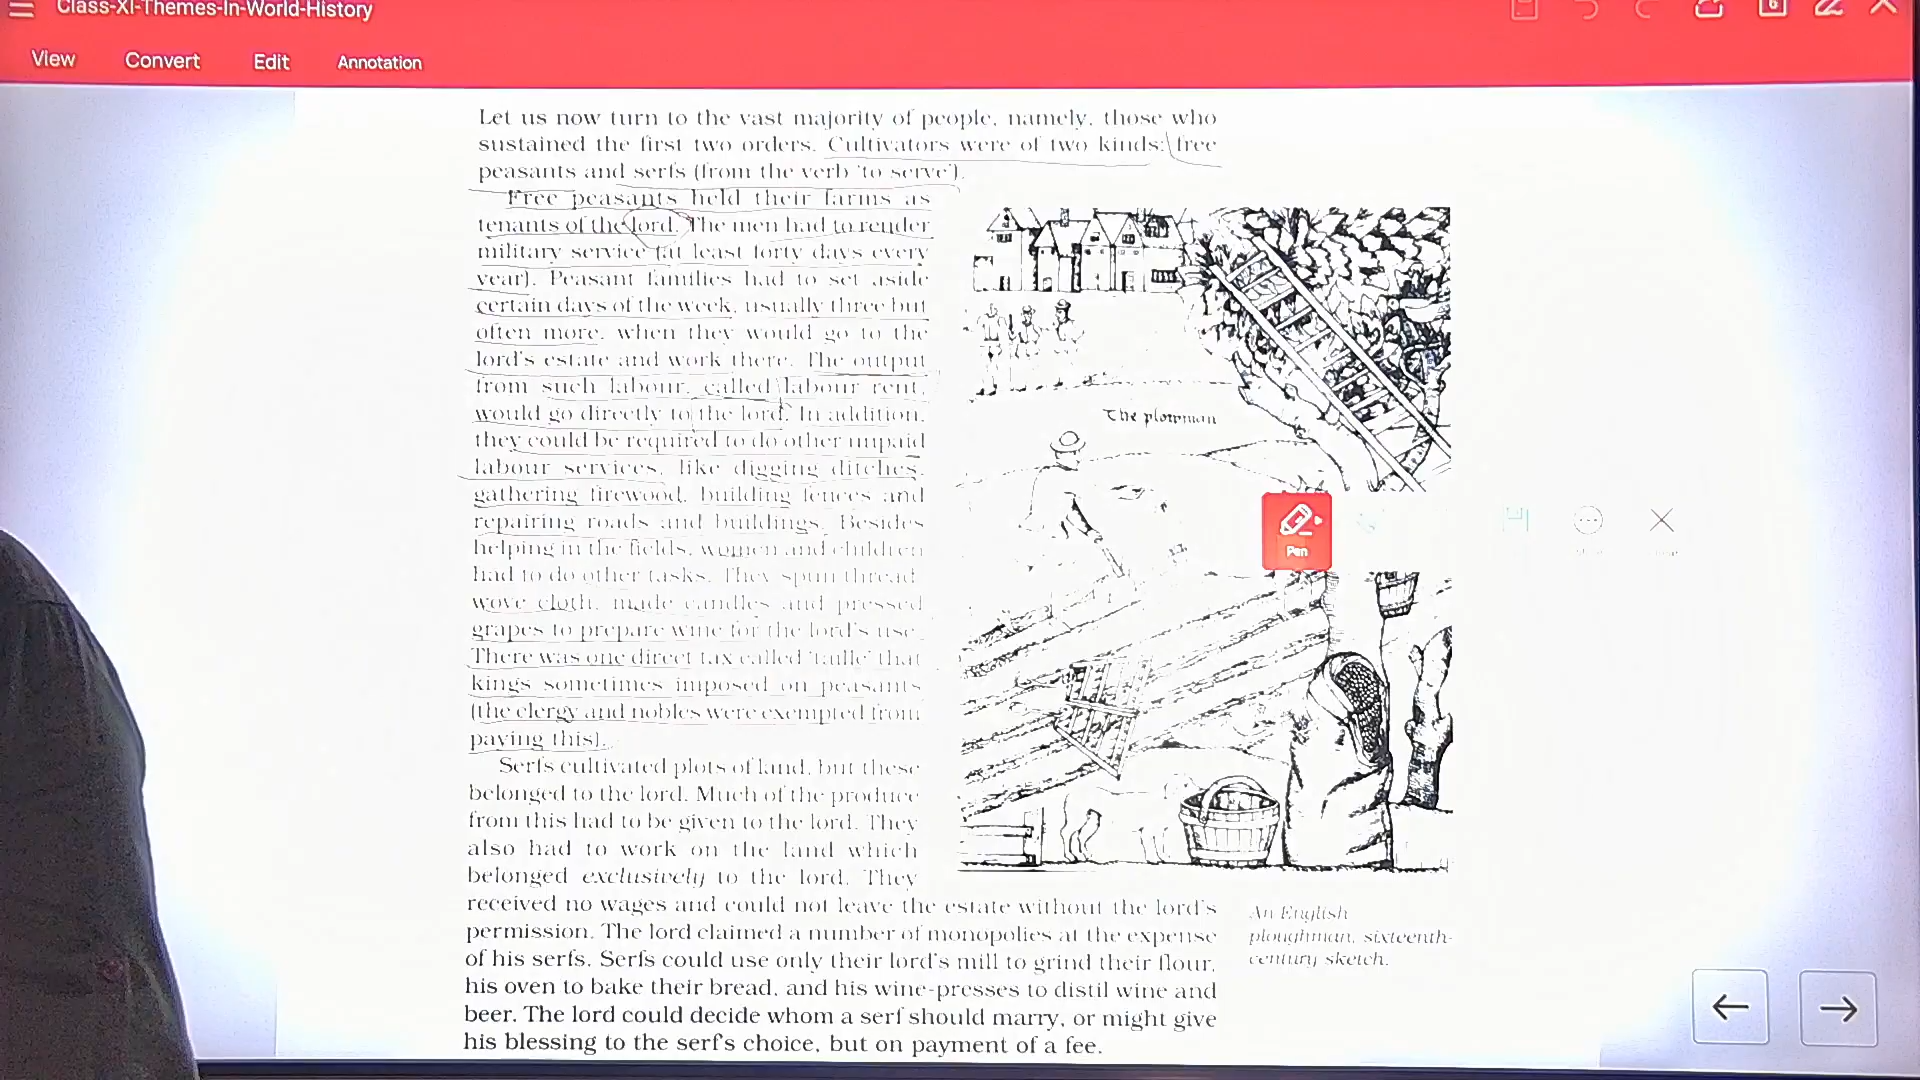 Class-XI-Themes-In-World-History
View Convert Edit Annotation
Let us now turn to the vast majority of people, namely, those who
sustained the first two orders. Cultivators were of two kinds: free
peasants and serfs (from the verb 'to serve').
Free peasants held their farms as
tenants of the lord. The men had to render
military service (at least forty days every
year). Peasant families had to set aside
certain days of the week, usually three but
often more, when they would go to the
lord's estate and work there. The output
from such labour, called labour rent,
would go directly to the lord. In addition,
they could be required to do other unpaid
labour services, like digging ditches,
gathering firewood, building fences and
repairing roads and buildings. Besides
helping in the fields, women and children
had to do other tasks. They spun thread,
wove cloth, made candles and pressed
grapes to prepare wine for the lord's use.
There was one direct tax called 'taille' that
kings sometimes imposed on peasants
(the clergy and nobles were exempted from
paying this).
Serfs cultivated plots of land, but these
belonged to the lord. Much of the produce
from this had to be given to the lord. They
also had to work on the land which
belonged exclusively to the lord. They
received no wages and could not leave the estate without the lord's
permission. The lord claimed a number of monopolies at the expense
of his serfs. Serfs could use only their lord's mill to grind their flour,
his oven to bake their bread, and his wine-presses to distil wine and
beer. The lord could decide whom a serf should marry, or might give
his blessing to the serf's choice, but on payment of a fee.
The plowman
Pen
An English
ploughman, sixteenth-
century sketch.